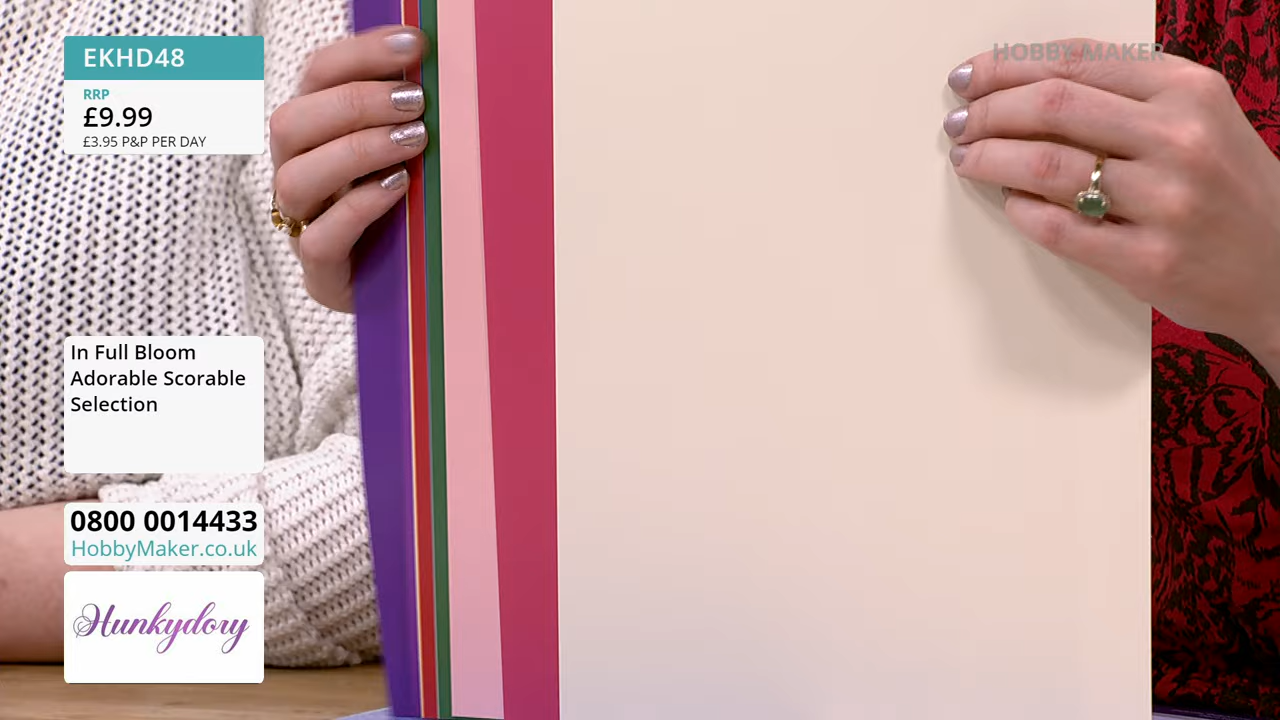 EKHD48
RRP
£9.99
£3.95 P&P PER DAY
HOBBY MAKER
In Full Bloom
Adorable Scorable
Selection
0800 0014433
HobbyMaker.co.uk
Hunkydory